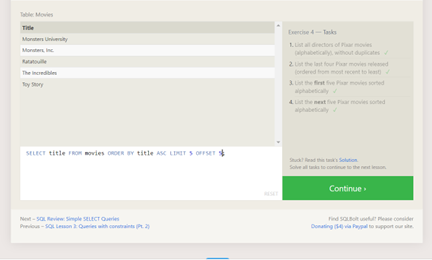 Table: Movies
Title
Monsters University
Monsters, Inc.
Ratatouille
The Incredibles
Toy Story
SELECT title FROM movies ORDER BY title ASC LIMIT 5 OFFSET 5;
RESET
Exercise 4 — Tasks
1. List all directors of Pixar movies
(alphabetically), without duplicates ✓
2. List the last four Pixar movies released
(ordered from most recent to least) ✓
3. List the first five Pixar movies sorted
alphabetically ✓
4. List the next five Pixar movies sorted
alphabetically ✓
Stuck? Read the task's Solution.
Solve all tasks to continue to the next lesson.
Continue ›
Next – SQL Review: Simple SELECT Queries
Previous – SQL Lesson 3: Queries with constraints (Pt. 2)
Find SQLBolt useful? Please consider
Donating ($4) via Paypal to support our site.